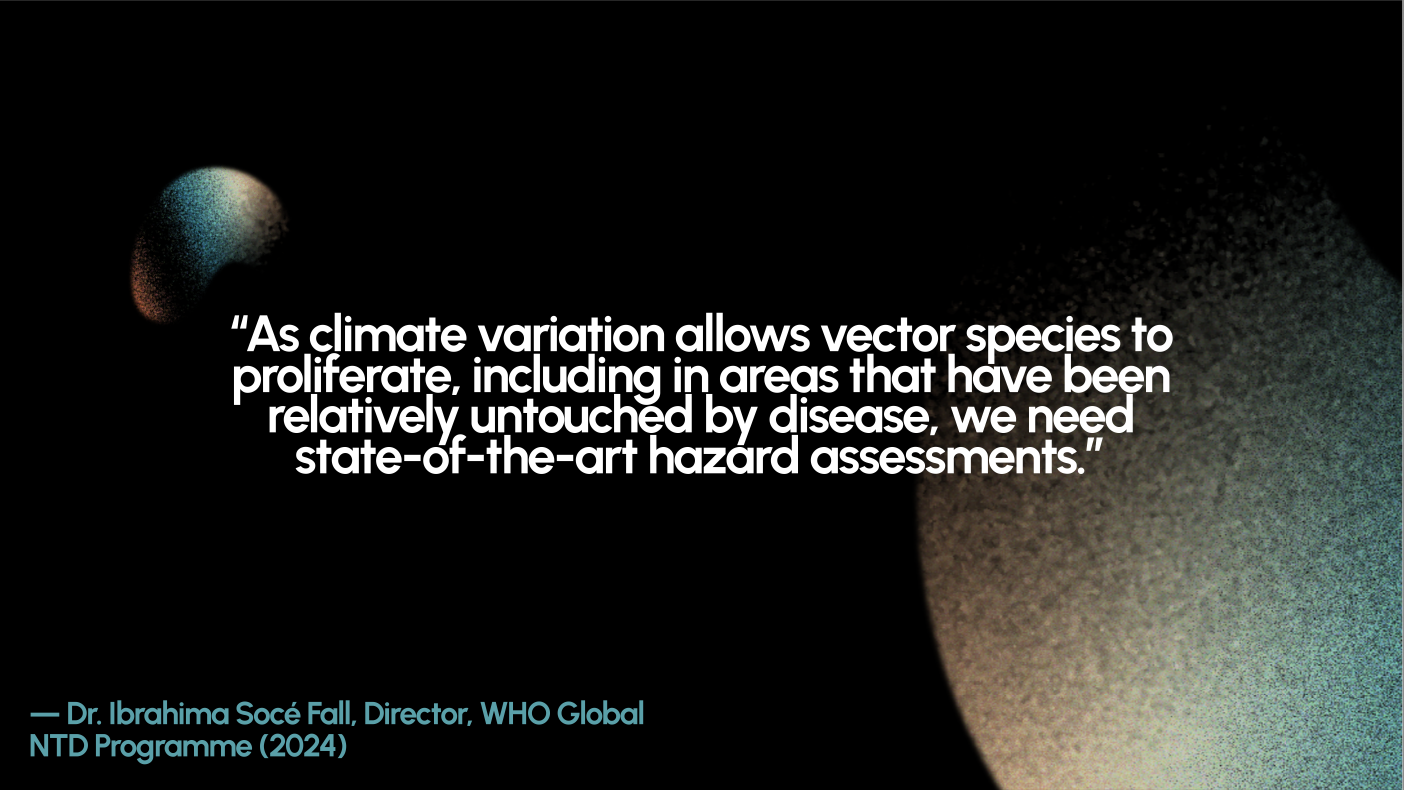 “As climate variation allows vector species to
proliferate, including in areas that have been
relatively untouched by disease, we need
state-of-the-art hazard assessments.”
— Dr. Ibrahima Socé Fall, Director, WHO Global
NTD Programme (2024)